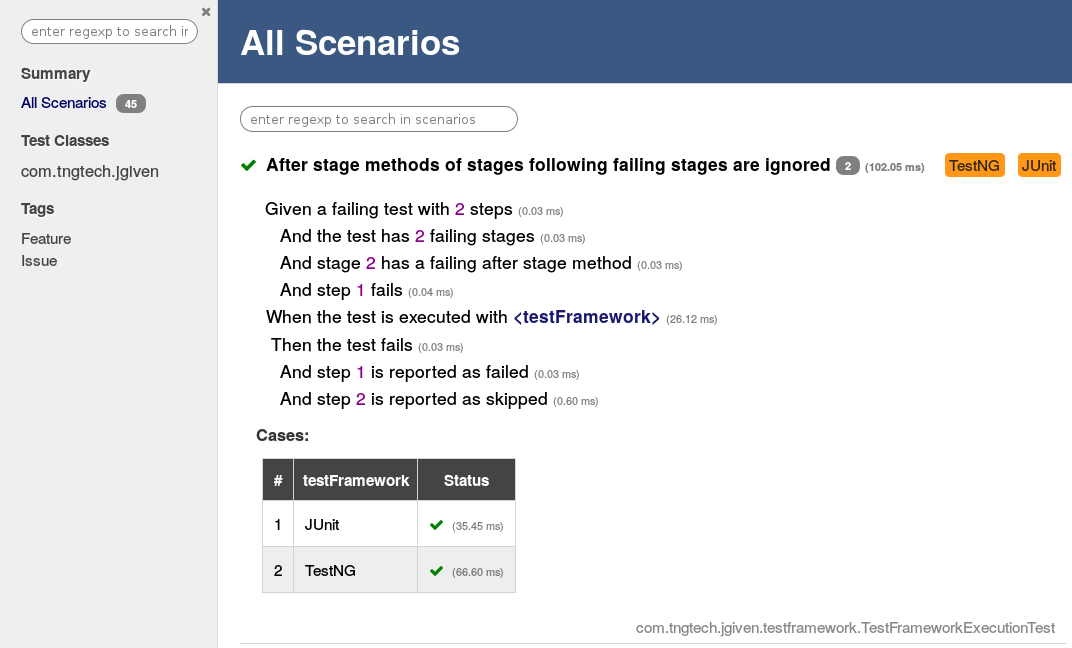 enter regexp to search in
Summary
All Scenarios 45
Test Classes
com.tngtech.jgiven
Tags
Feature
Issue
All Scenarios
enter regexp to search in scenarios
After stage methods of stages following failing stages are ignored 2 (102.05 ms) TestNG JUnit
Given a failing test with 2 steps (0.03 ms)
And the test has 2 failing stages (0.03 ms)
And stage 2 has a failing after stage method (0.03 ms)
And step 1 fails (0.04 ms)
When the test is executed with <testFramework> (26.12 ms)
Then the test fails (0.03 ms)
And step 1 is reported as failed (0.03 ms)
And step 2 is reported as skipped (0.60 ms)
Cases:
# testFramework Status
1 JUnit (35.45 ms)
2 TestNG (66.60 ms)
com.tngtech.jgiven.testframework.TestFrameworkExecutionTest